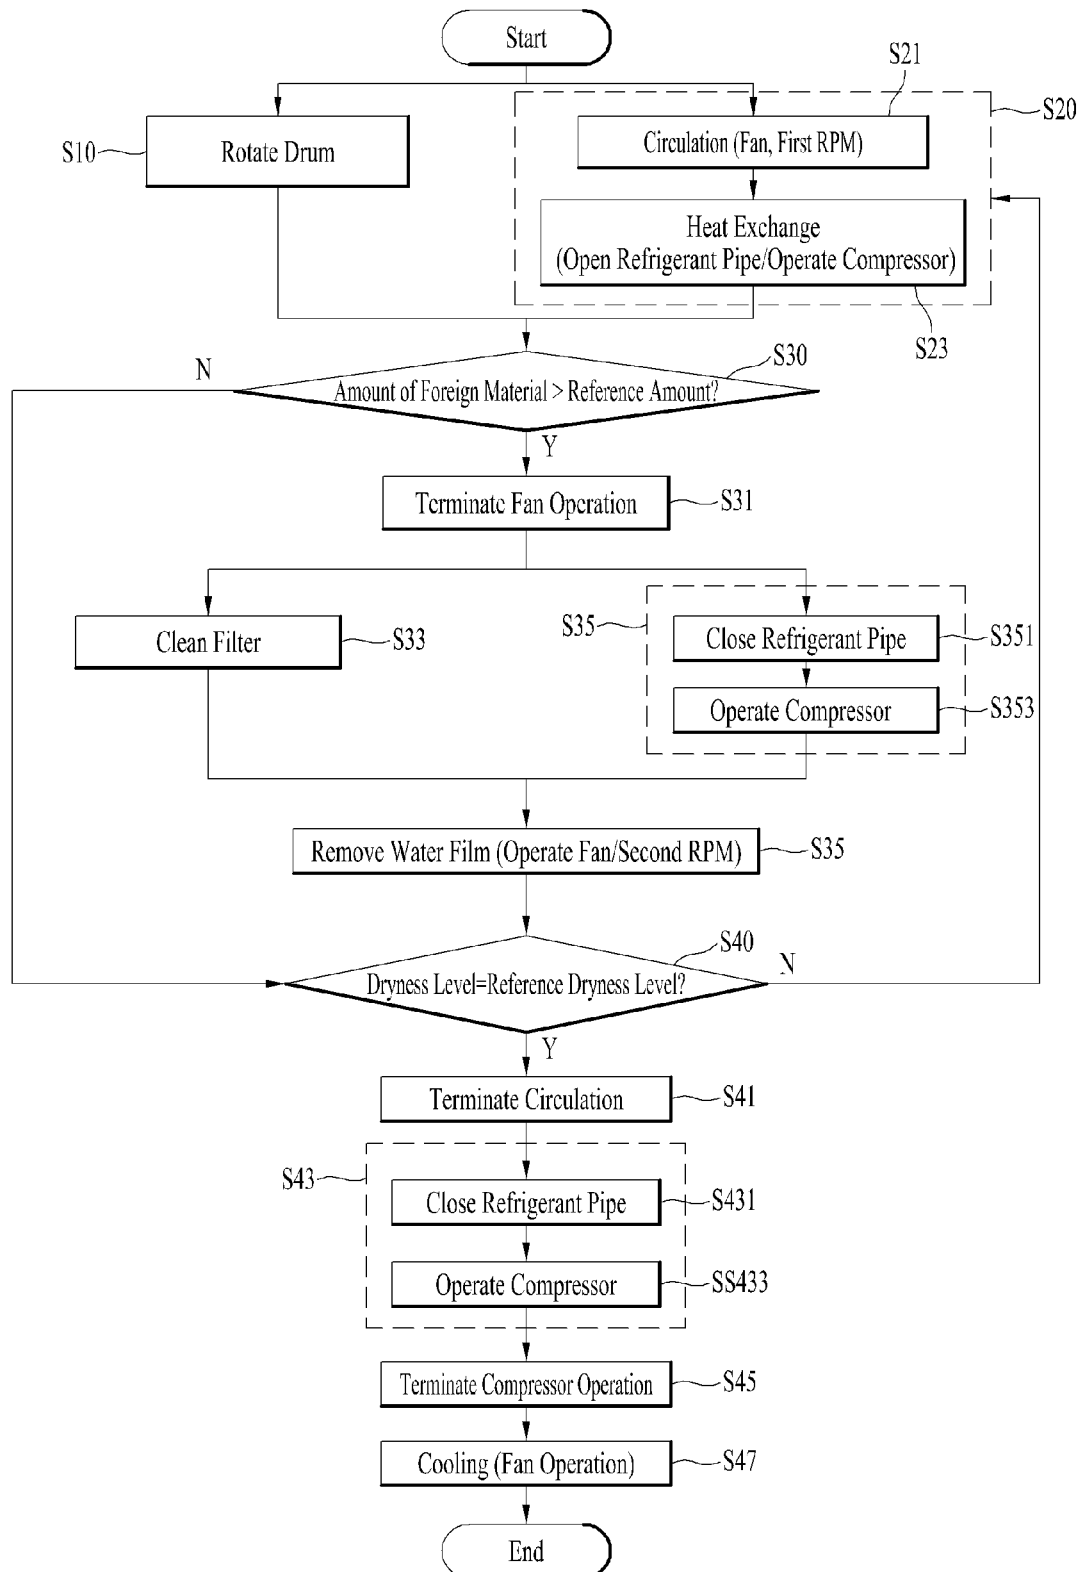 Start
S21
S20
S10
Rotate Drum
Circulation (Fan, First RPM)
Heat Exchange
(Open Refrigerant Pipe/Operate Compressor)
S23
S30
N
Amount of Foreign Material > Reference Amount?
Y
Terminate Fan Operation
S31
Clean Filter
S33
S35
Close Refrigerant Pipe
S351
Operate Compressor
S353
Remove Water Film (Operate Fan/Second RPM)
S35
S40
Dryness Level=Reference Dryness Level?
N
Y
Terminate Circulation
S41
S43
Close Refrigerant Pipe
S431
Operate Compressor
SS433
Terminate Compressor Operation
S45
Cooling (Fan Operation)
S47
End